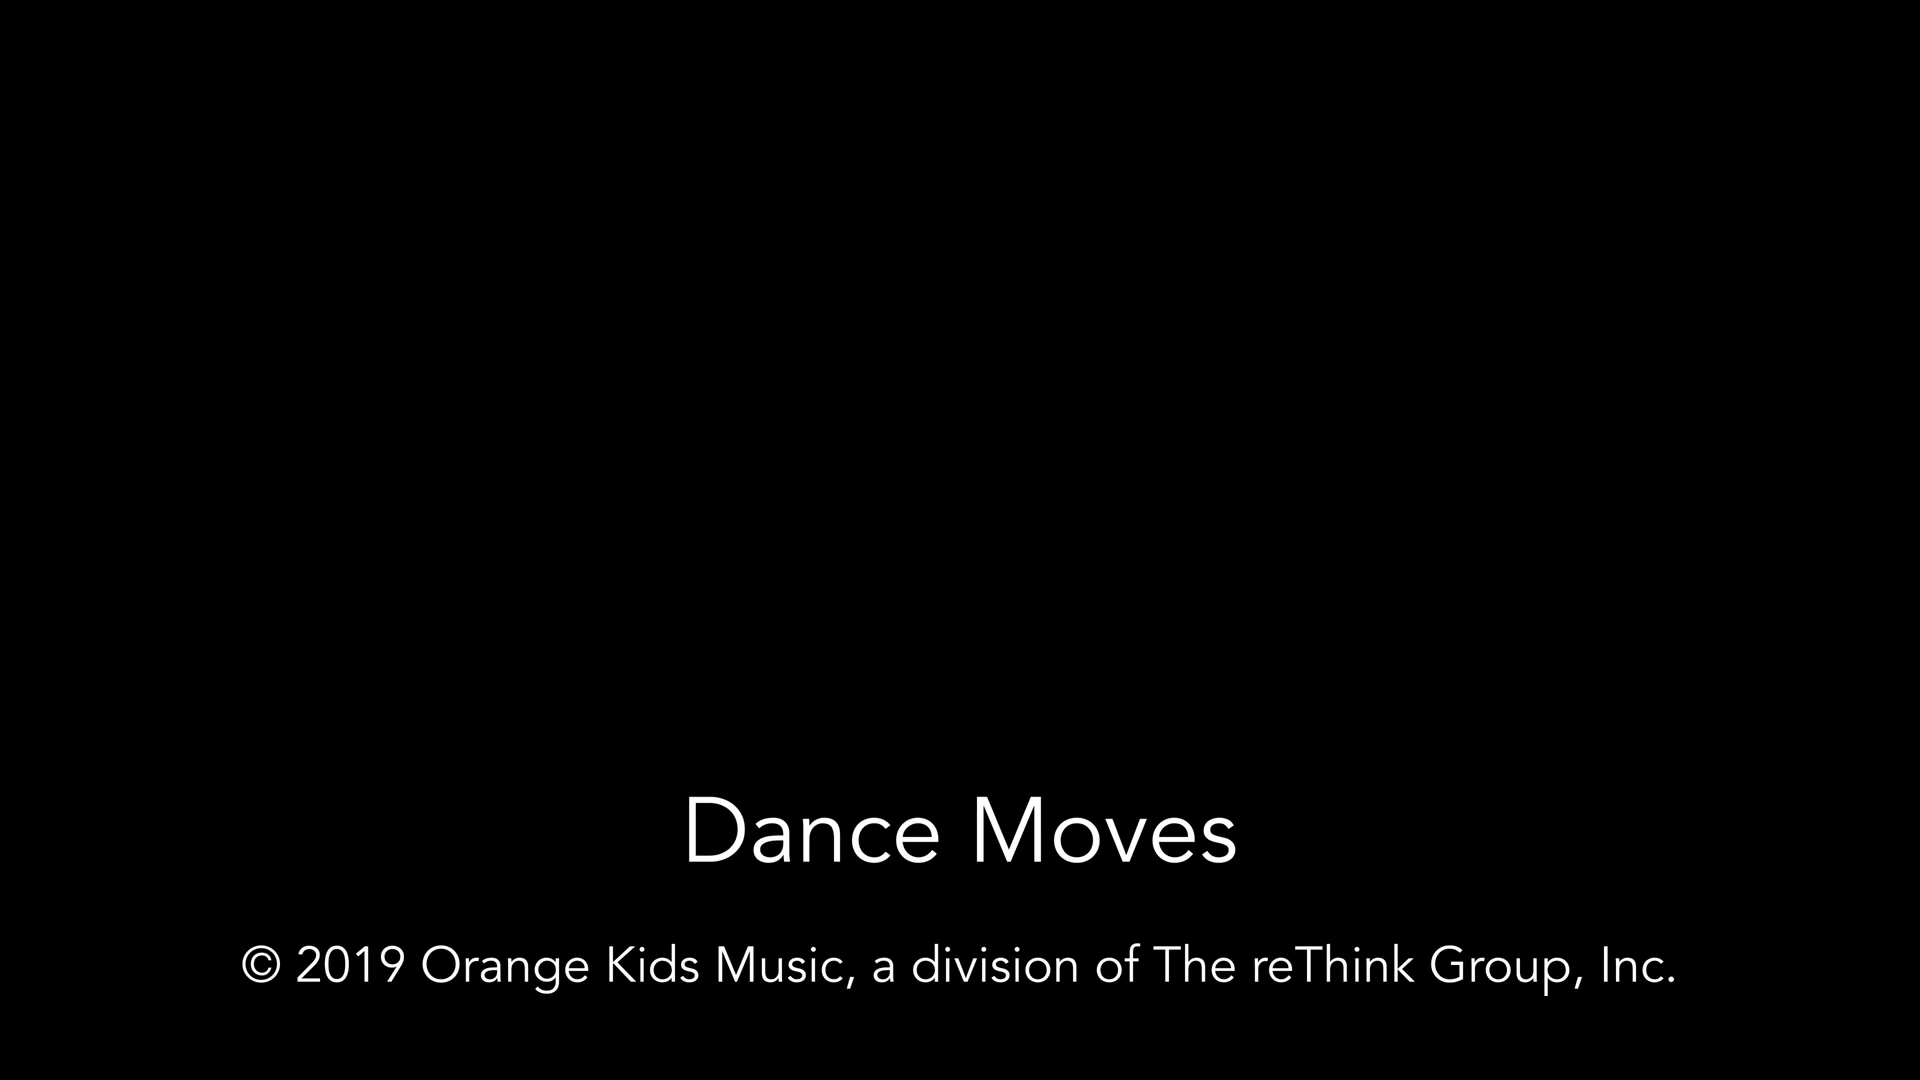 Dance Moves
© 2019 Orange Kids Music, a division of The reThink Group, Inc.